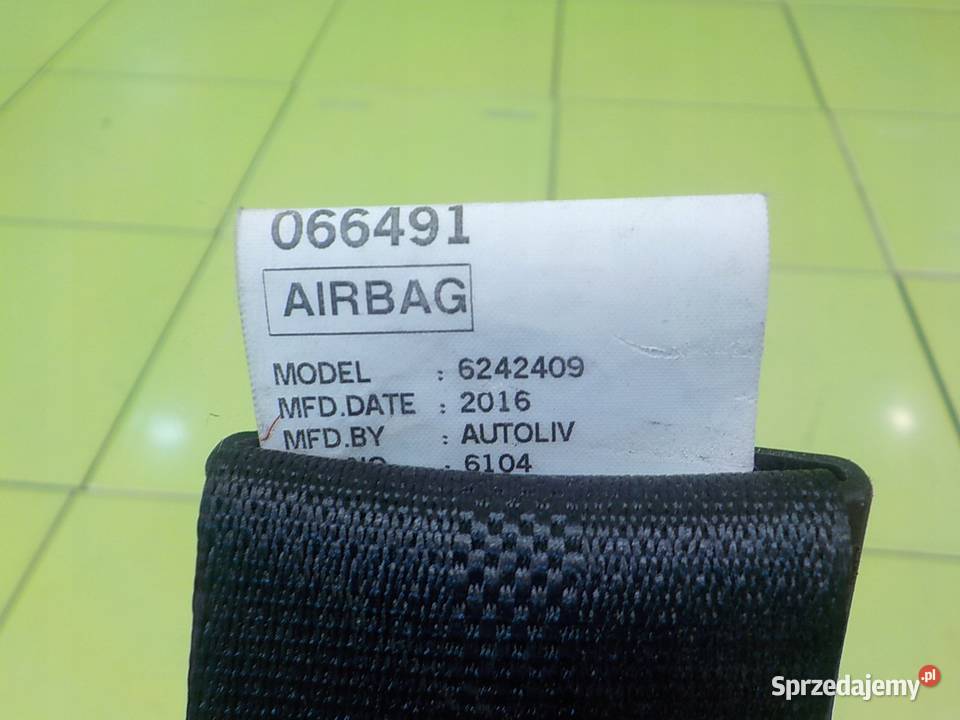 066491
AIRBAG
MODEL : 6242409
MFD.DATE : 2016
MFD.BY : AUTOLIV
: 6104
Sprzedajemy.pl